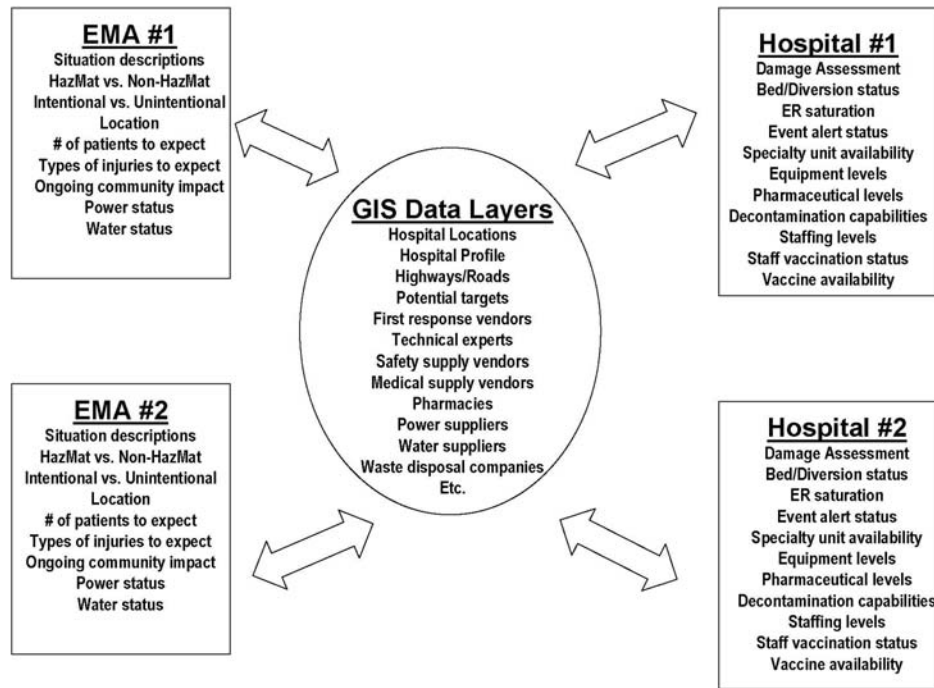 EMA #1
Situation descriptions
HazMat vs. Non-HazMat
Intentional vs. Unintentional
Location
# of patients to expect
Types of injuries to expect
Ongoing community impact
Power status
Water status
Hospital #1
Damage Assessment
Bed/Diversion status
ER saturation
Event alert status
Specialty unit availability
Equipment levels
Pharmaceutical levels
Decontamination capabilities
Staffing levels
Staff vaccination status
Vaccine availability
GIS Data Layers
Hospital Locations
Hospital Profile
Highways/Roads
Potential targets
First response vendors
Technical experts
Safety supply vendors
Medical supply vendors
Pharmacies
Power suppliers
Water suppliers
Waste disposal companies
Etc.
EMA #2
Situation descriptions
HazMat vs. Non-HazMat
Intentional vs. Unintentional
Location
# of patients to expect
Types of injuries to expect
Ongoing community impact
Power status
Water status
Hospital #2
Damage Assessment
Bed/Diversion status
ER saturation
Event alert status
Specialty unit availability
Equipment levels
Pharmaceutical levels
Decontamination capabilities
Staffing levels
Staff vaccination status
Vaccine availability